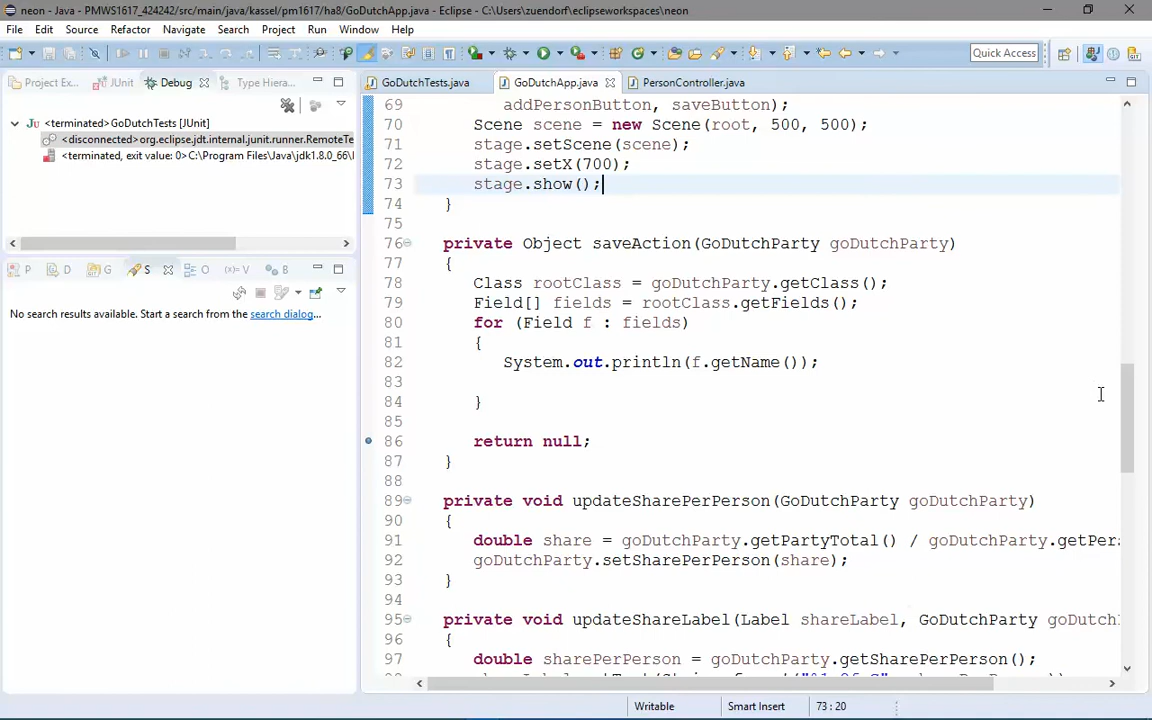 neon - Java - PMWS1617_424242/src/main/java/kassel/pm1617/ha8/GoDutchApp.java - Eclipse - C:\Users\zuendorf\eclipseworkspaces\neon
File Edit Source Refactor Navigate Search Project Run Window Help
Quick Access
Project Ex... JUnit Debug Type Hiera...
GoDutchTests.java GoDutchApp.java PersonController.java
<terminated>GoDutchTests [JUnit]
<disconnected>org.eclipse.jdt.internal.junit.runner.RemoteTe
<terminated, exit value: 0>C:\Program Files\Java\jdk1.8.0_66\
P D G S O (x)= V B
No search results available. Start a search from the search dialog...
69 addPersonButton, saveButton);
70 Scene scene = new Scene(root, 500, 500);
71 stage.setScene(scene);
72 stage.setX(700);
73 stage.show();
74 }
75
76 private Object saveAction(GoDutchParty goDutchParty)
77 {
78 Class rootClass = goDutchParty.getClass();
79 Field[] fields = rootClass.getFields();
80 for (Field f : fields)
81 {
82 System.out.println(f.getName());
83
84 }
85
86 return null;
87 }
88
89 private void updateSharePerPerson(GoDutchParty goDutchParty)
90 {
91 double share = goDutchParty.getPartyTotal() / goDutchParty.getPer
92 goDutchParty.setSharePerPerson(share);
93 }
94
95 private void updateShareLabel(Label shareLabel, GoDutchParty goDutch
96 {
97 double sharePerPerson = goDutchParty.getSharePerPerson();
Writable Smart Insert 73 : 20